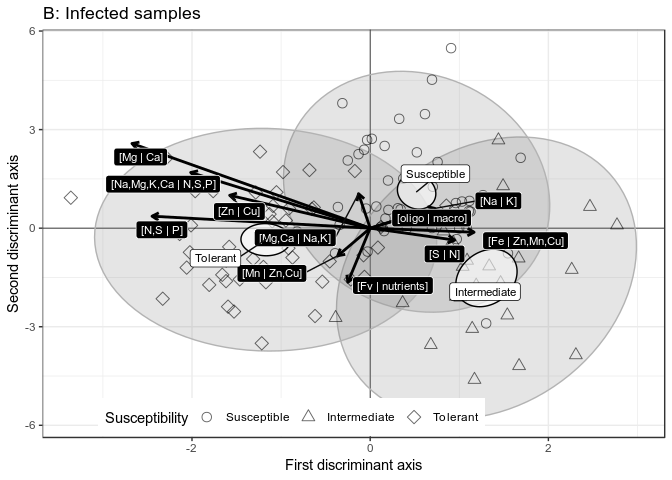 B: Infected samples
6
3
0
-3
-6
Second discriminant axis
[Mg | Ca]
[Na,Mg,K,Ca | N,S,P]
[Zn | Cu]
[N,S | P]
[Mg,Ca | Na,K]
Tolerant
[Mn | Zn,Cu]
Susceptible
[Na | K]
[oligo | macro]
[Fe | Zn,Mn,Cu]
[S | N]
[Fv | nutrients]
Intermediate
Susceptibility Susceptible Intermediate Tolerant
-2 0 2
First discriminant axis